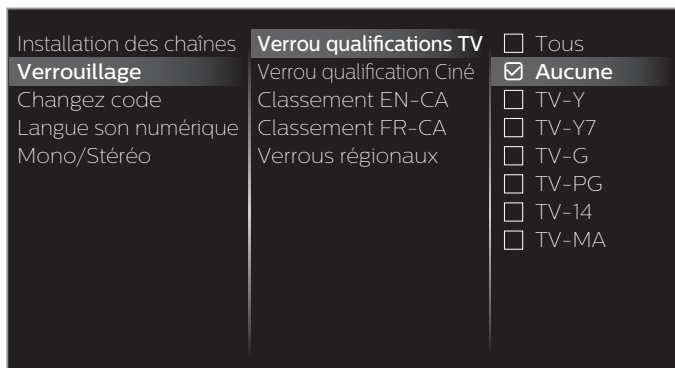 Installation des chaînes
Verrouillage
Changez code
Langue son numérique
Mono/Stéréo
Verrou qualifications TV
Verrou qualification Ciné
Classement EN-CA
Classement FR-CA
Verrous régionaux
Tous
Aucune
TV-Y
TV-Y7
TV-G
TV-PG
TV-14
TV-MA